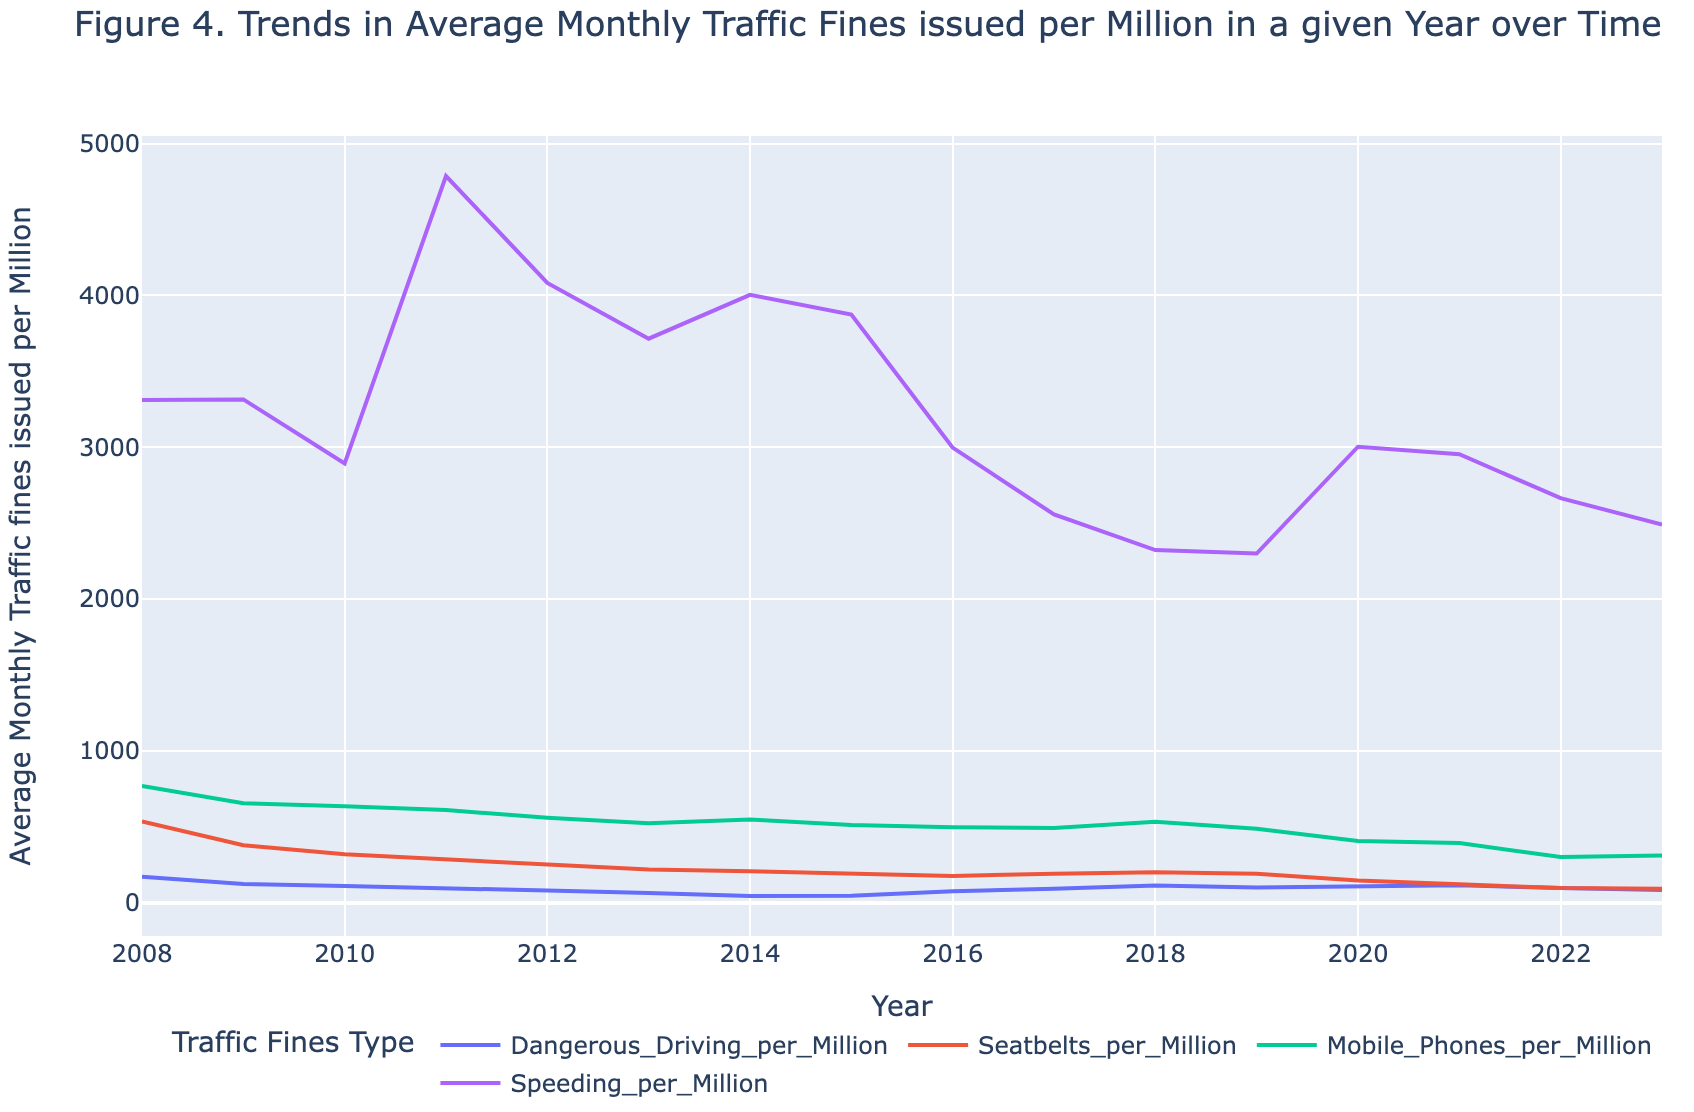 Figure 4. Trends in Average Monthly Traffic Fines issued per Million in a given Year over Time
Average Monthly Traffic fines issued per Million
5000
4000
3000
2000
1000
0
2008 2010 2012 2014 2016 2018 2020 2022
Year
Traffic Fines Type Dangerous_Driving_per_Million Seatbelts_per_Million Mobile_Phones_per_Million
Speeding_per_Million